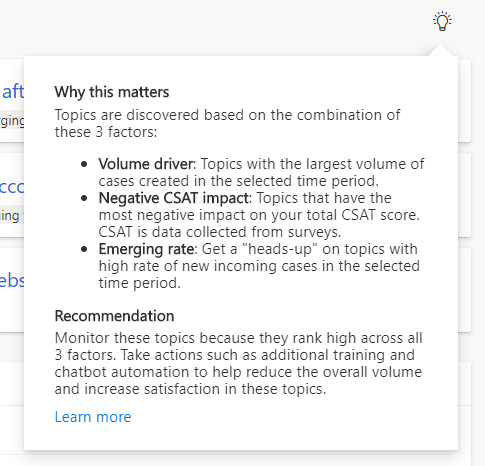 Why this matters
Topics are discovered based on the combination of
these 3 factors:
• Volume driver: Topics with the largest volume of
cases created in the selected time period.
• Negative CSAT impact: Topics that have the
most negative impact on your total CSAT score.
CSAT is data collected from surveys.
• Emerging rate: Get a "heads-up" on topics with
high rate of new incoming cases in the selected
time period.
Recommendation
Monitor these topics because they rank high across all
3 factors. Take actions such as additional training and
chatbot automation to help reduce the overall volume
and increase satisfaction in these topics.
Learn more